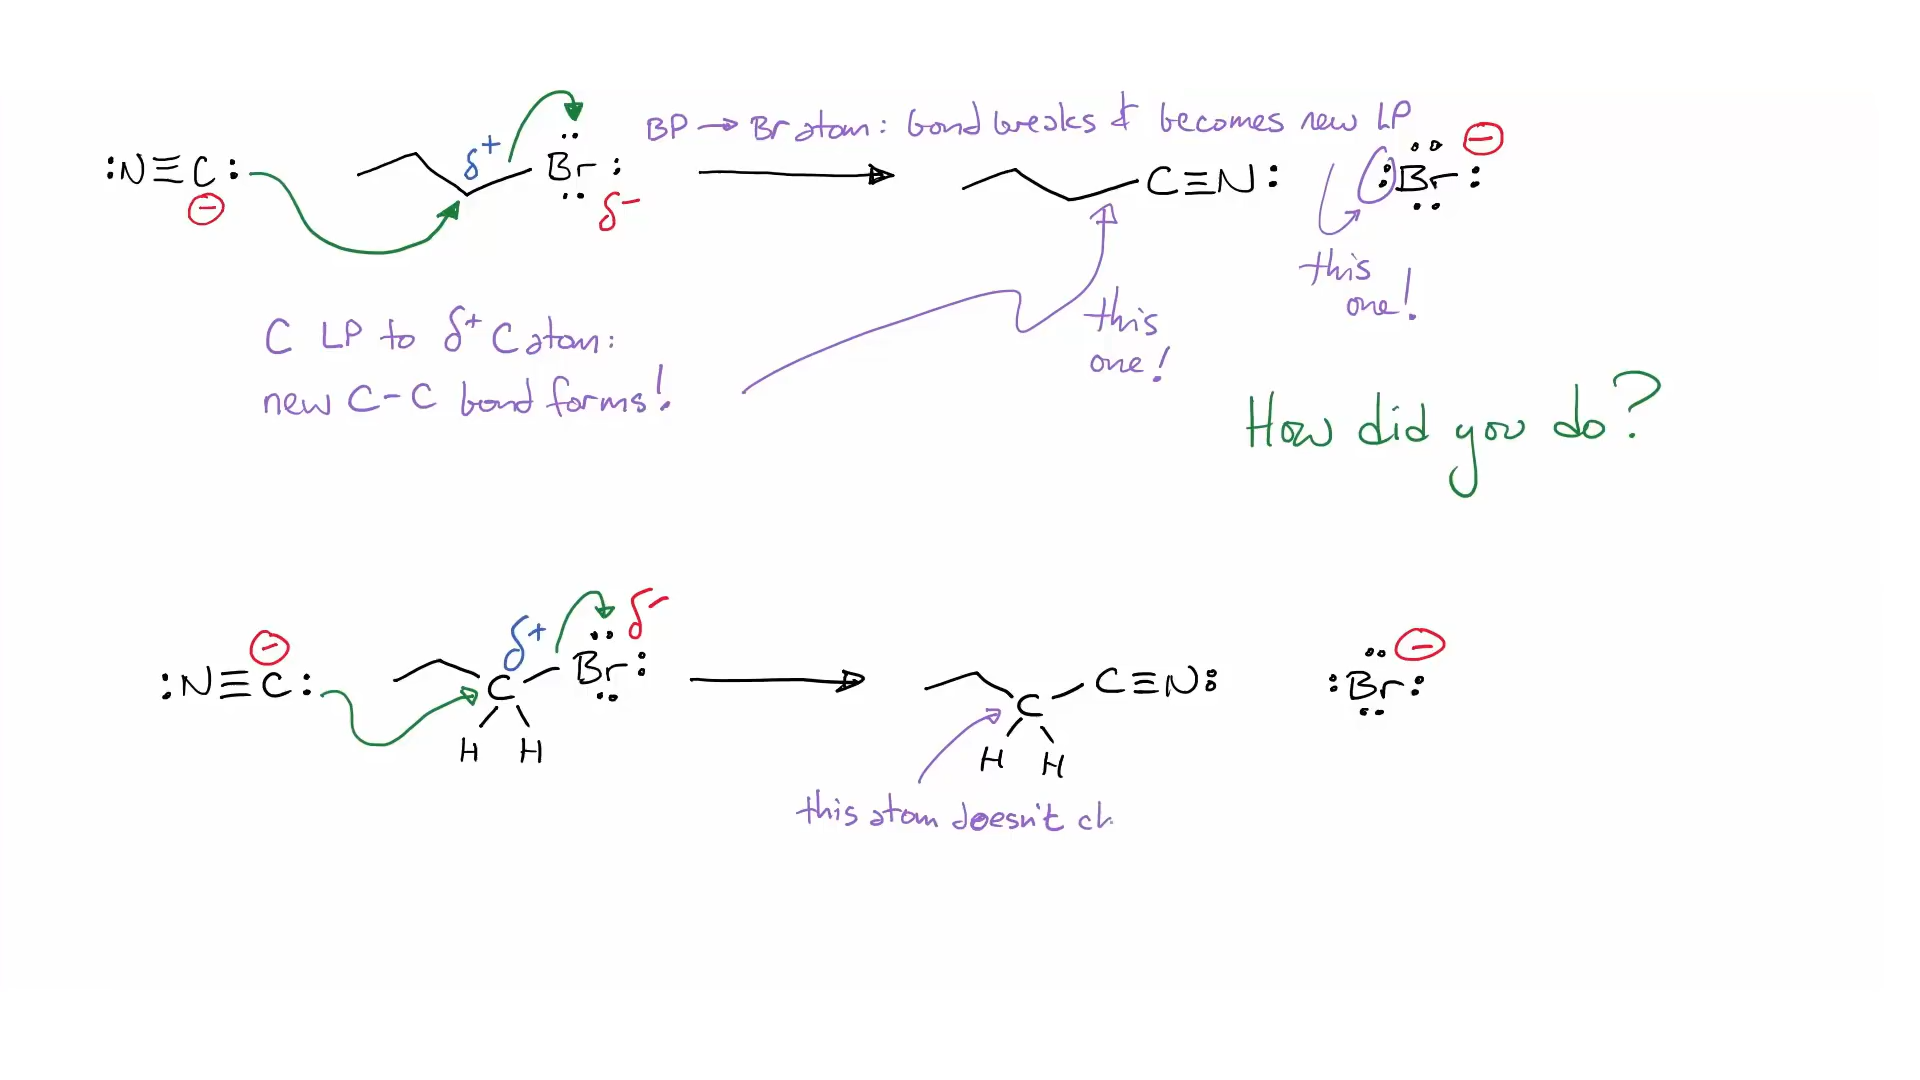 BP → Br atom: bond breaks & becomes new LP
:N≡C: ⊖
δ+
Br
δ-
C≡N:
:Br: ⊖
this
one!
C LP to δ+ C atom:
new C-C bond forms!
this
one!
How did you do?
:N≡C: ⊖
C
H H
δ+
Br:
δ-
C
H H
C≡N:
:Br: ⊖
this atom doesn't ch